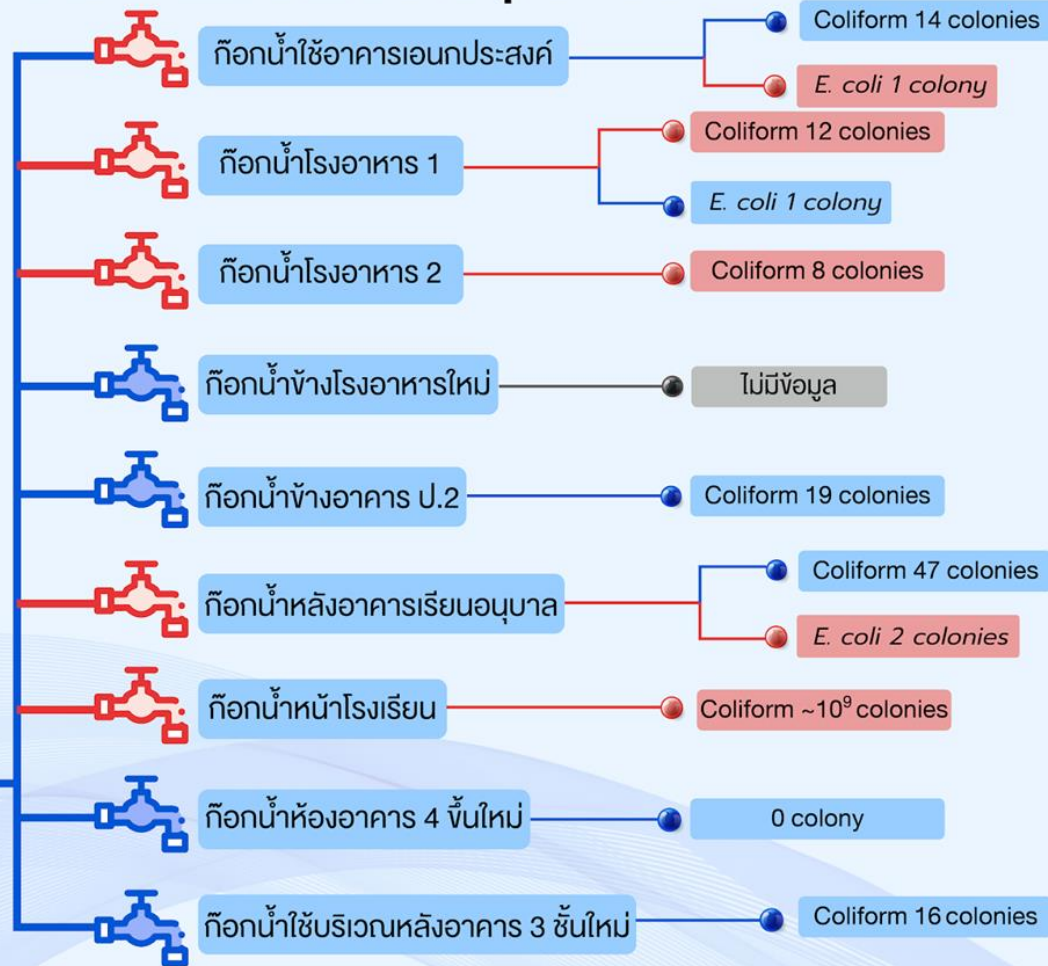 ก๊อกน้ำใช้อาคารเอนกประสงค์
Coliform 14 colonies
E. coli 1 colony
ก๊อกน้ำโรงอาหาร 1
Coliform 12 colonies
E. coli 1 colony
ก๊อกน้ำโรงอาหาร 2
Coliform 8 colonies
ก๊อกน้ำข้างโรงอาหารใหม่
ไม่มีข้อมูล
ก๊อกน้ำข้างอาคาร ป.2
Coliform 19 colonies
ก๊อกน้ำหลังอาคารเรียนอนุบาล
Coliform 47 colonies
E. coli 2 colonies
ก๊อกน้ำหน้าโรงเรียน
Coliform ~10⁹ colonies
ก๊อกน้ำห้องอาคาร 4 ขึ้นใหม่
0 colony
ก๊อกน้ำใช้บริเวณหลังอาคาร 3 ชั้นใหม่
Coliform 16 colonies